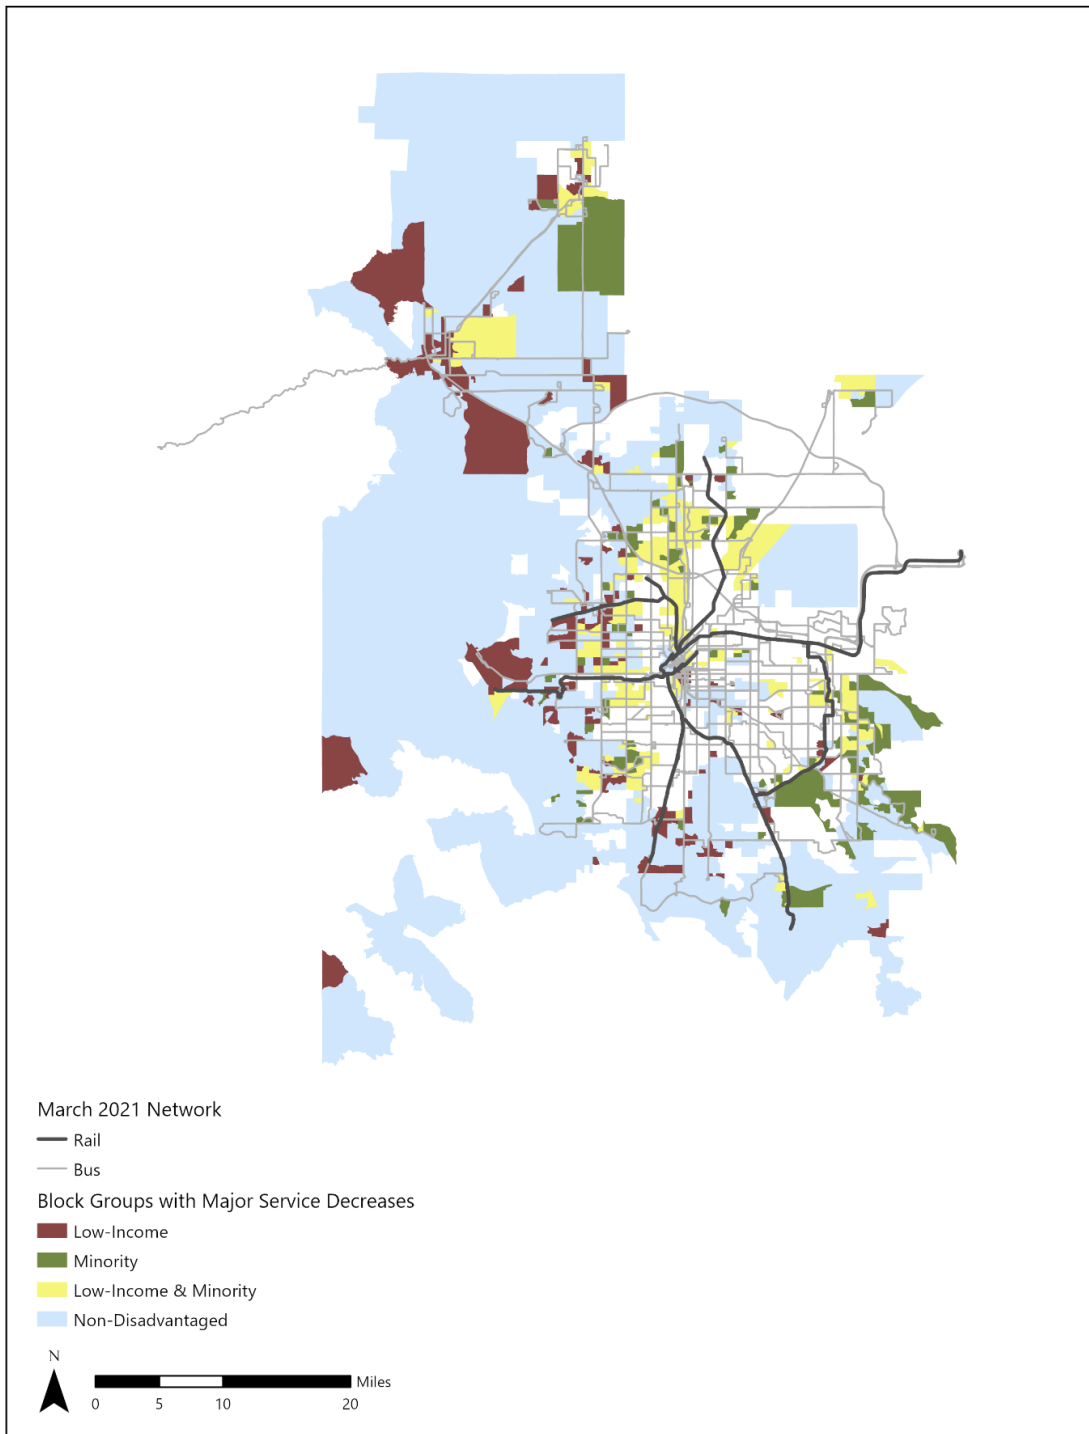 March 2021 Network
Rail
Bus
Block Groups with Major Service Decreases
Low-Income
Minority
Low-Income & Minority
Non-Disadvantaged
N
Miles
0 5 10 20